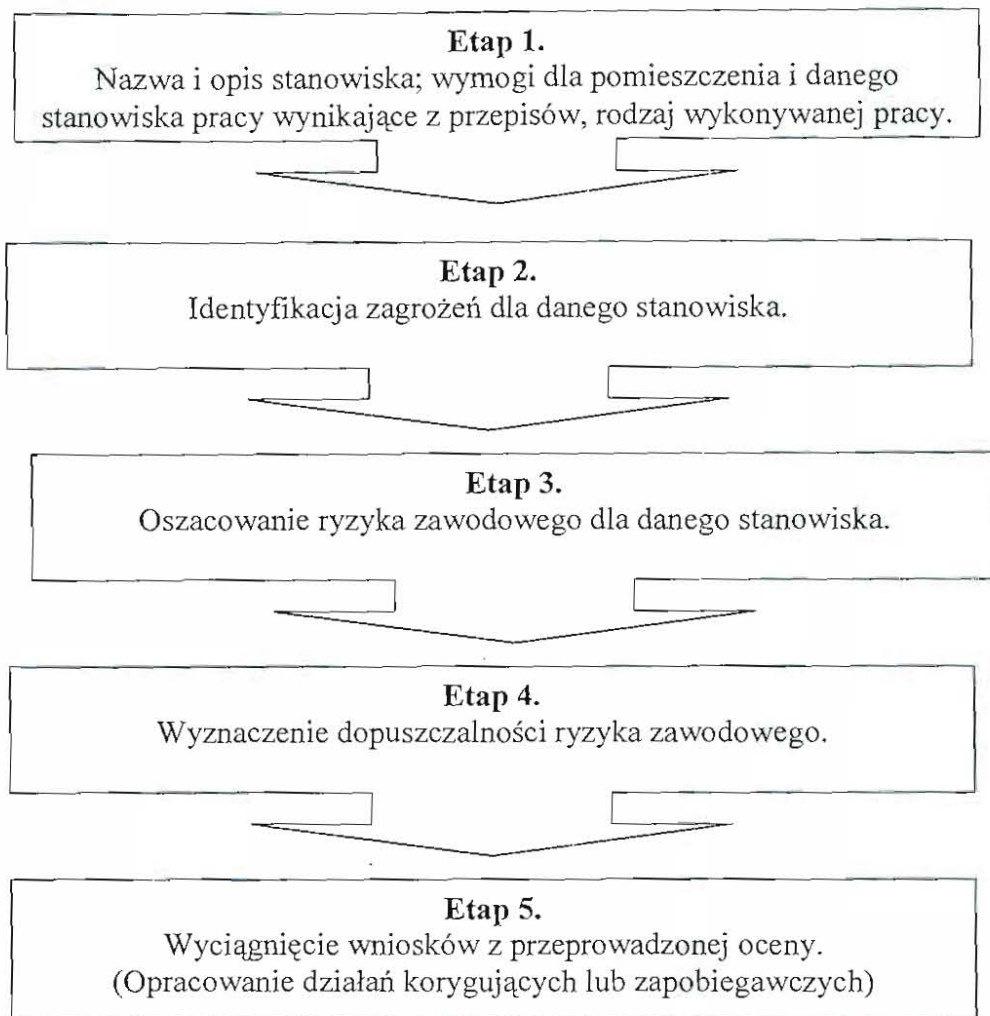 Etap 1.
Nazwa i opis stanowiska; wymogi dla pomieszczenia i danego
stanowiska pracy wynikające z przepisów, rodzaj wykonywanej pracy.
Etap 2.
Identyfikacja zagrożeń dla danego stanowiska.
Etap 3.
Oszacowanie ryzyka zawodowego dla danego stanowiska.
Etap 4.
Wyznaczenie dopuszczalności ryzyka zawodowego.
Etap 5.
Wyciągnięcie wniosków z przeprowadzonej oceny.
(Opracowanie działań korygujących lub zapobiegawczych)